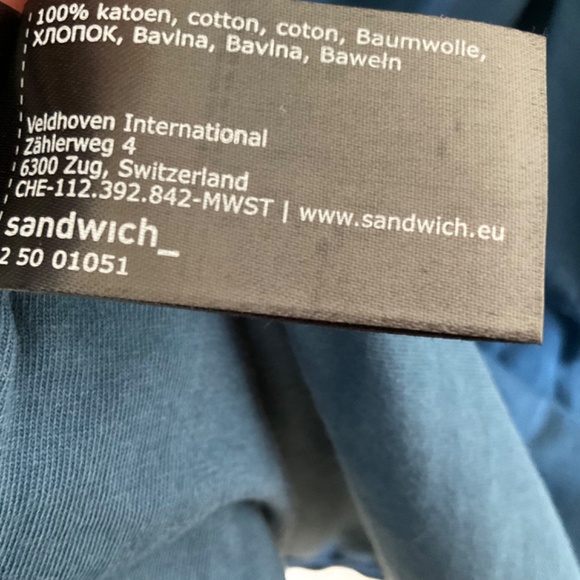 100% katoen, cotton, coton, Baumwolle,
ХЛОПОК, Bavlna, Bavlna, Baweln
Veldhoven International
Zählerweg 4
6300 Zug, Switzerland
CHE-112.392.842-MWST | www.sandwich.eu
sandwich_
2 50 01051